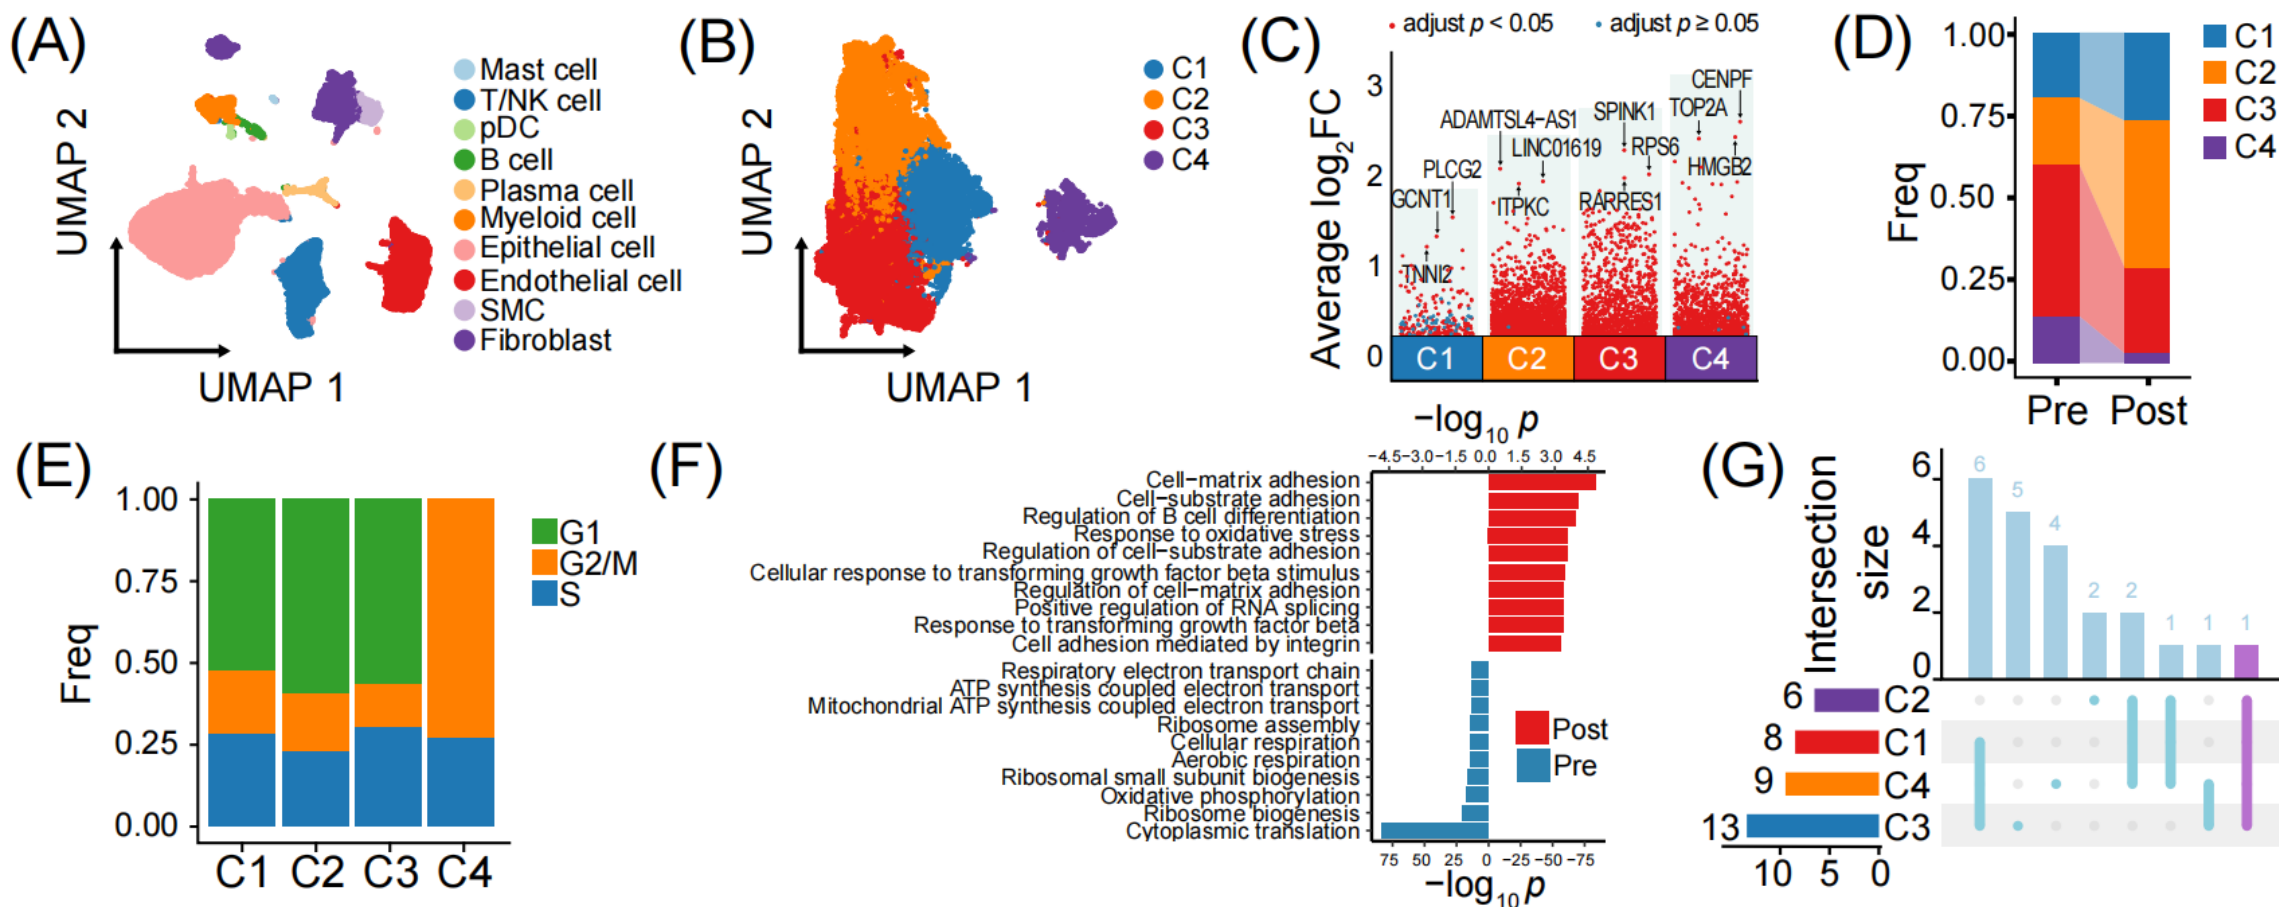 (A)
UMAP 2
UMAP 1
Mast cell
T/NK cell
pDC
B cell
Plasma cell
Myeloid cell
Epithelial cell
Endothelial cell
SMC
Fibroblast
(B)
UMAP 2
UMAP 1
C1
C2
C3
C4
(C)
adjust p < 0.05
adjust p ≥ 0.05
Average log2FC
3
2
1
0
GCNT1
PLCG2
TNNI2
ADAMTSL4−AS1
LINC01619
ITPKC
SPINK1
RPS6
RARRES1
CENPF
TOP2A
HMGB2
C1
C2
C3
C4
(D)
Freq
1.00
0.75
0.50
0.25
0.00
Pre
Post
C1
C2
C3
C4
(E)
Freq
1.00
0.75
0.50
0.25
0.00
C1
C2
C3
C4
G1
G2/M
S
(F)
−log10 p
−4.5 −3.0 −1.5 0.0 1.5 3.0 4.5
Cell−matrix adhesion
Cell−substrate adhesion
Regulation of B cell differentiation
Response to oxidative stress
Regulation of cell−substrate adhesion
Cellular response to transforming growth factor beta stimulus
Regulation of cell−matrix adhesion
Positive regulation of RNA splicing
Response to transforming growth factor beta
Cell adhesion mediated by integrin
Respiratory electron transport chain
ATP synthesis coupled electron transport
Mitochondrial ATP synthesis coupled electron transport
Ribosome assembly
Cellular respiration
Aerobic respiration
Ribosomal small subunit biogenesis
Oxidative phosphorylation
Ribosome biogenesis
Cytoplasmic translation
Post
Pre
75 50 25 0 −25 −50 −75
−log10 p
(G)
Intersection
size
6
4
2
0
6
5
4
2
2
1
1
1
6 C2
8 C1
9 C4
13 C3
10 5 0